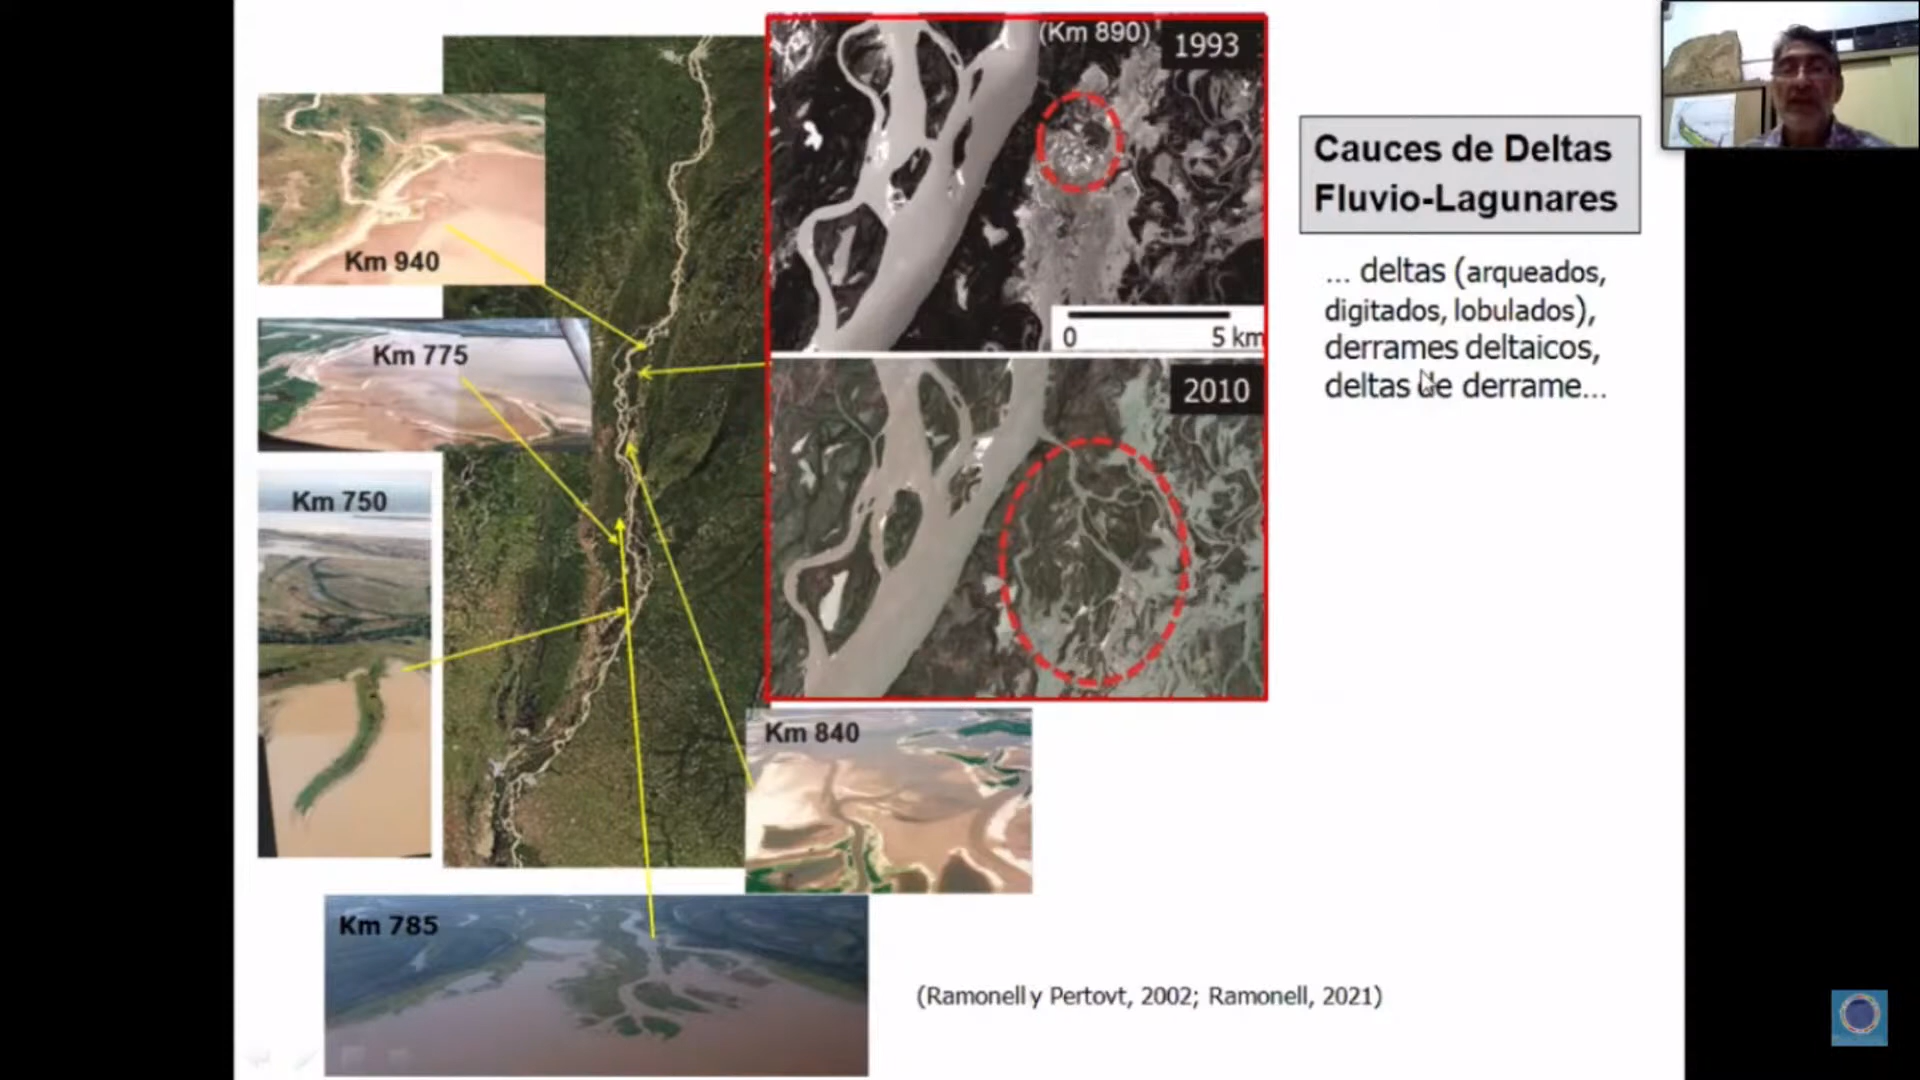 (Km 890)
1993
Km 940
Cauces de Deltas
Fluvio-Lagunares
... deltas (arqueados,
digitados, lobulados),
derrames deltaicos,
deltas de derrame...
0 5 km
Km 775
2010
Km 750
Km 840
Km 785
(Ramonell y Pertovt, 2002; Ramonell, 2021)